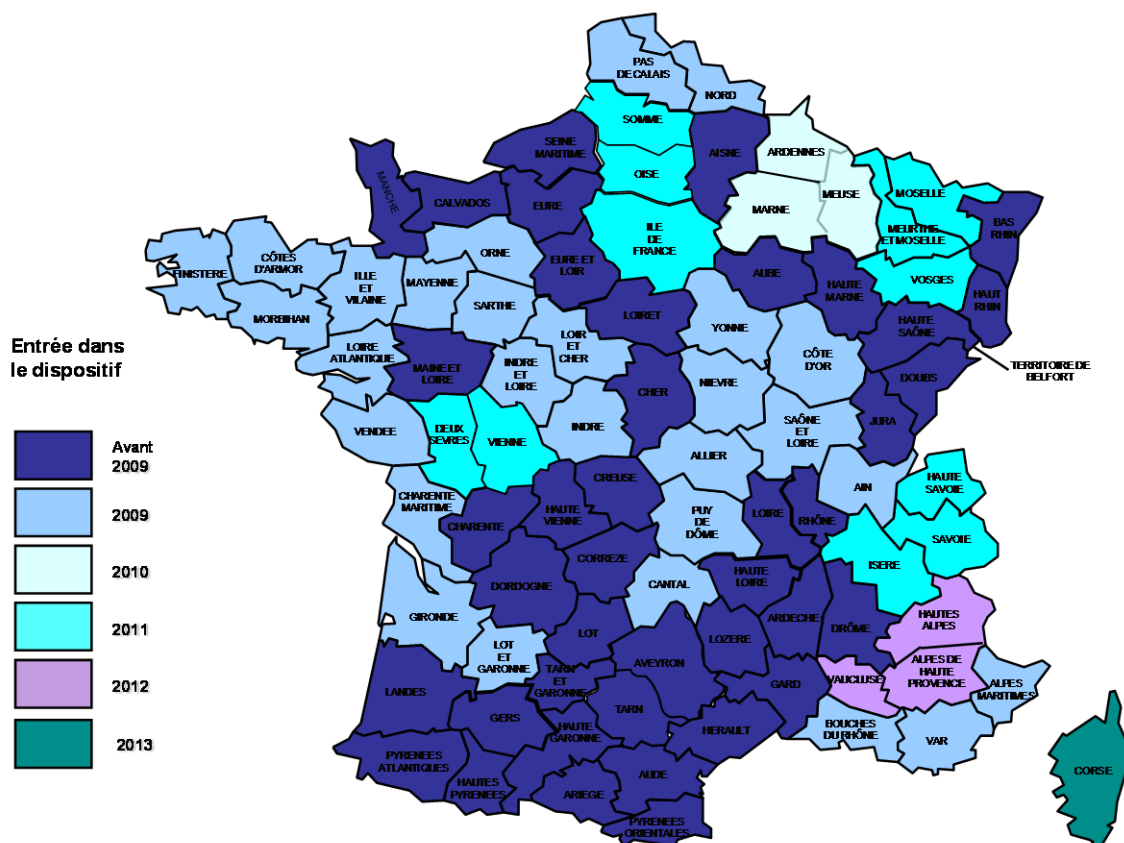 PAS
DE CALAIS
NORD
SOMME
SEINE
MARITIME
AISNE
ARDENNES
OISE
MOSELLE
MANCHE
MEUSE
CALVADOS
EURE
MARNE
BAS
RHIN
ILE
DE
FRANCE
MEURTHE
ET MOSELLE
ORNE
CÔTES
D'ARMOR
EURE ET
LOIR
AUBE
FINISTERE
ILLE
ET
VILAINE
MAYENNE
HAUTE
MARNE
VOSGES
HAUT
RHIN
SARTHE
MORBIHAN
LOIRET
YONNE
HAUTE
SAÔNE
LOIR
ET
CHER
Entrée dans
le dispositif
LOIRE
ATLANTIQUE
MAINE ET
LOIRE
INDRE
ET
LOIRE
CÔTE
D'OR
TERRITOIRE DE
BELFORT
DOUBS
NIEVRE
CHER
VENDEE
DEUX
SEVRES
VIENNE
INDRE
SAÔNE
ET
LOIRE
JURA
Avant
2009
ALLIER
CREUSE
HAUTE
SAVOIE
AIN
CHARENTE
MARITIME
HAUTE
VIENNE
PUY
DE
DÔME
LOIRE
RHÔNE
2009
CHARENTE
SAVOIE
CORREZE
ISERE
2010
DORDOGNE
CANTAL
HAUTE
LOIRE
GIRONDE
ARDECHE
DRÔME
HAUTES
ALPES
2011
LOT
LOZERE
LOT
ET
GARONNE
AVEYRON
ALPES DE
HAUTE
PROVENCE
TARN
ET
GARONNE
VAUCLUSE
ALPES
MARITIMES
2012
LANDES
GARD
GERS
TARN
HAUTE
GARONNE
HERAULT
BOUCHES
DU RHÔNE
VAR
2013
PYRENEES
ATLANTIQUES
HAUTES
PYRENEES
AUDE
CORSE
ARIEGE
PYRENEES
ORIENTALES